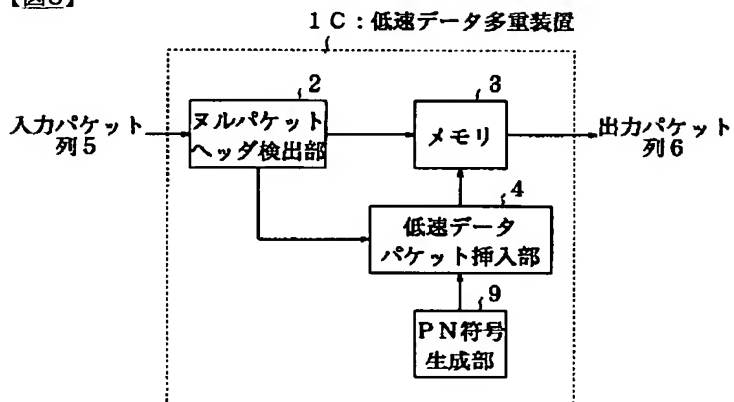 1C：低速データ多重装置
2
3
入力パケット
列5
ヌルパケット
ヘッダ検出部
メモリ
出力パケット
列6
4
低速データ
パケット挿入部
9
PN符号
生成部